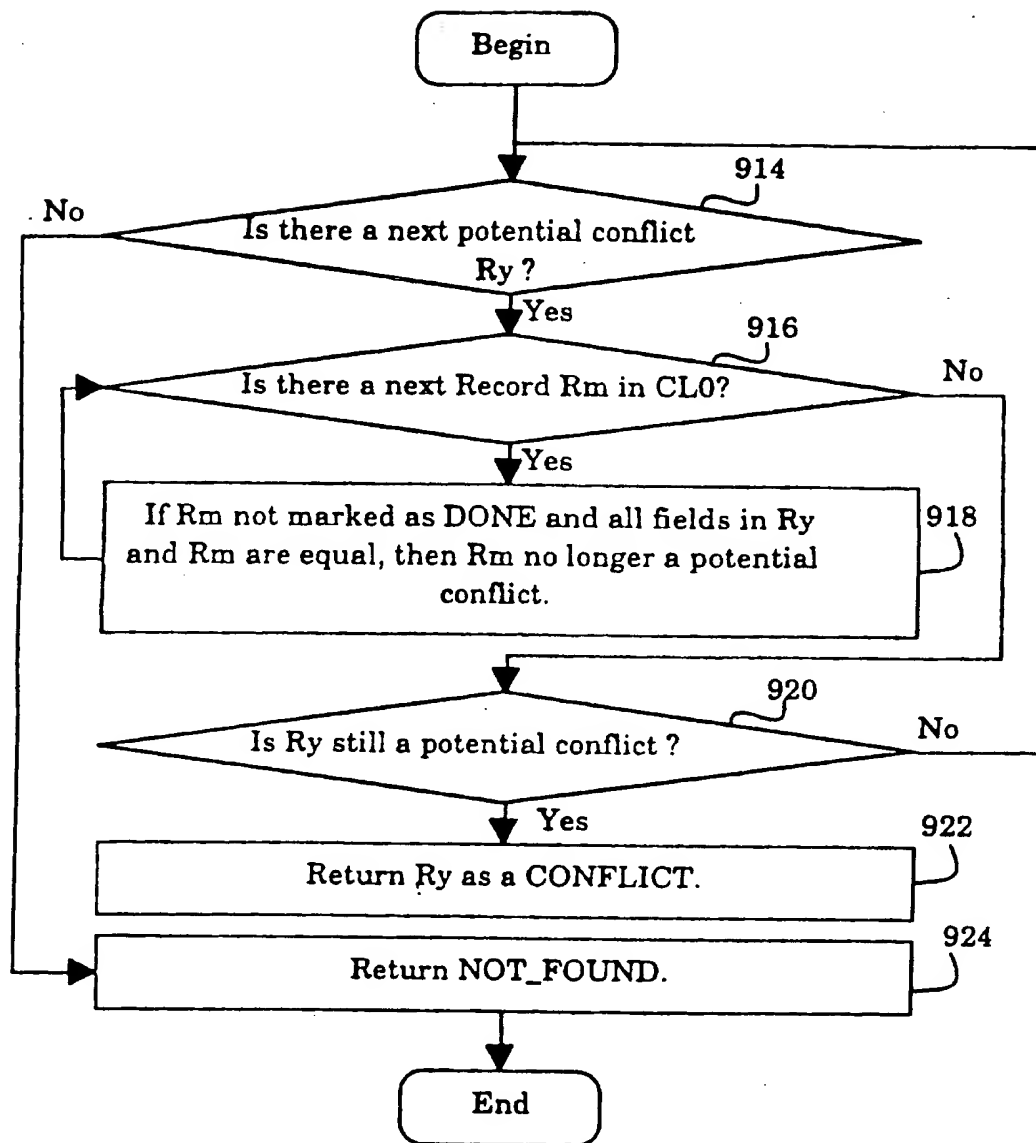 Begin
914
No
Is there a next potential conflict
Ry ?
Yes
916
Is there a next Record Rm in CL0?
No
Yes
If Rm not marked as DONE and all fields in Ry
and Rm are equal, then Rm no longer a potential
conflict.
918
920
Is Ry still a potential conflict ?
No
Yes
922
Return Ry as a CONFLICT.
924
Return NOT_FOUND.
End